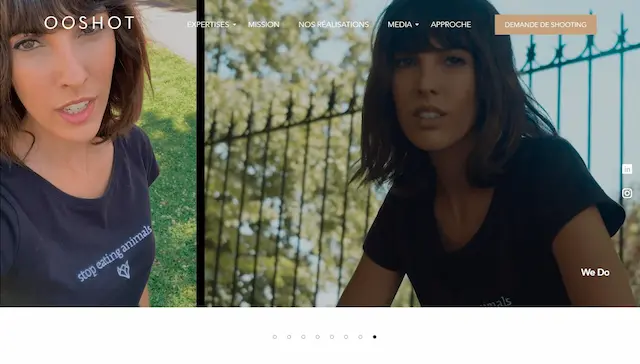 OOSHOT
EXPERTISES MISSION NOS RÉALISATIONS MEDIA APPROCHE DEMANDE DE SHOOTING
stop eating animals
We Do
animals